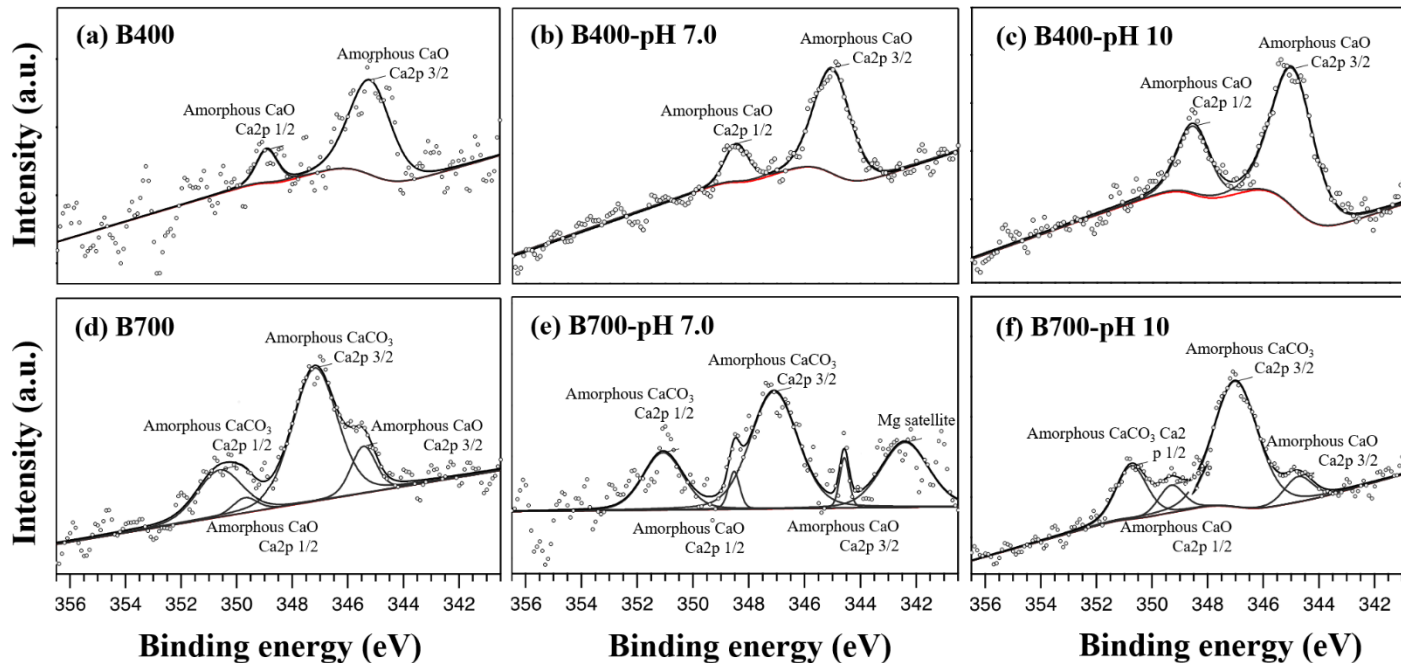 (a) B400
Amorphous CaO
Ca2p 3/2
Amorphous CaO
Ca2p 1/2
(b) B400-pH 7.0
Amorphous CaO
Ca2p 3/2
Amorphous CaO
Ca2p 1/2
(c) B400-pH 10
Amorphous CaO
Ca2p 3/2
Amorphous CaO
Ca2p 1/2
Intensity (a.u.)
(d) B700
Amorphous CaCO₃
Ca2p 3/2
Amorphous CaCO₃
Ca2p 1/2
Amorphous CaO
Ca2p 3/2
Amorphous CaO
Ca2p 1/2
(e) B700-pH 7.0
Amorphous CaCO₃
Ca2p 3/2
Amorphous CaCO₃
Ca2p 1/2
Mg satellite
Amorphous CaO
Ca2p 1/2
Amorphous CaO
Ca2p 3/2
(f) B700-pH 10
Amorphous CaCO₃
Ca2p 3/2
Amorphous CaCO₃ Ca2
p 1/2
Amorphous CaO
Ca2p 3/2
Amorphous CaO
Ca2p 1/2
Intensity (a.u.)
356 354 352 350 348 346 344 342
356 354 352 350 348 346 344 342
356 354 352 350 348 346 344 342
Binding energy (eV)
Binding energy (eV)
Binding energy (eV)